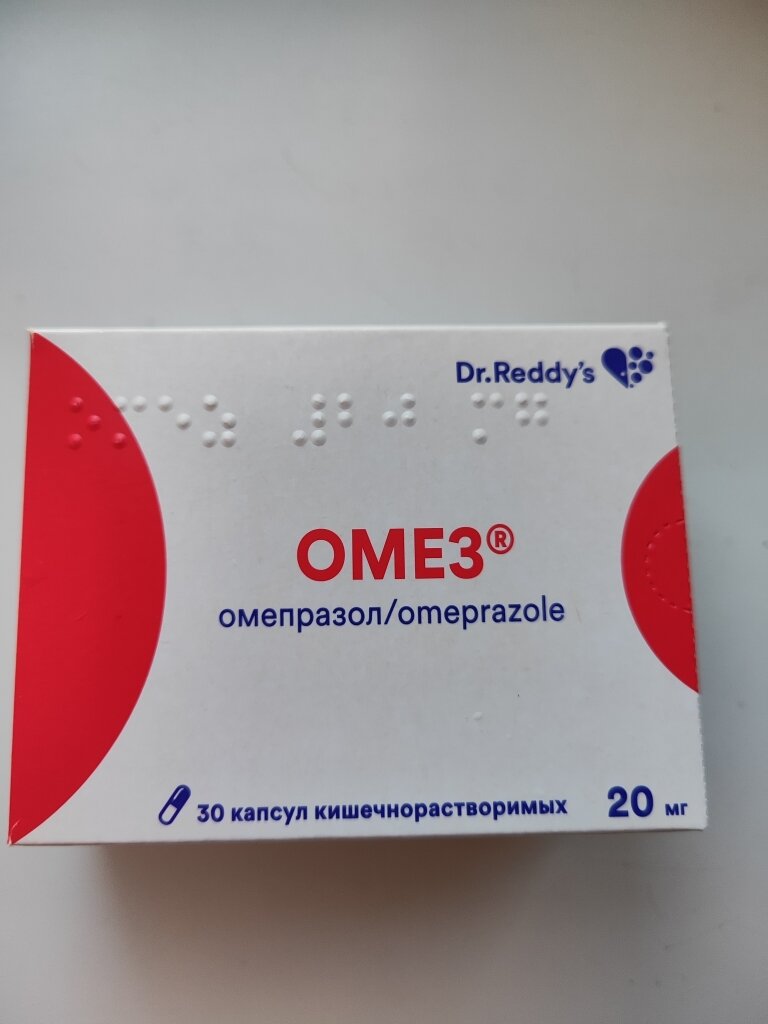 Dr.Reddy's
⠕⠍⠑⠵ ⠼⠃⠚ ⠍⠛
ОМЕЗ®
омепразол/omeprazole
30 капсул кишечнорастворимых 20 мг